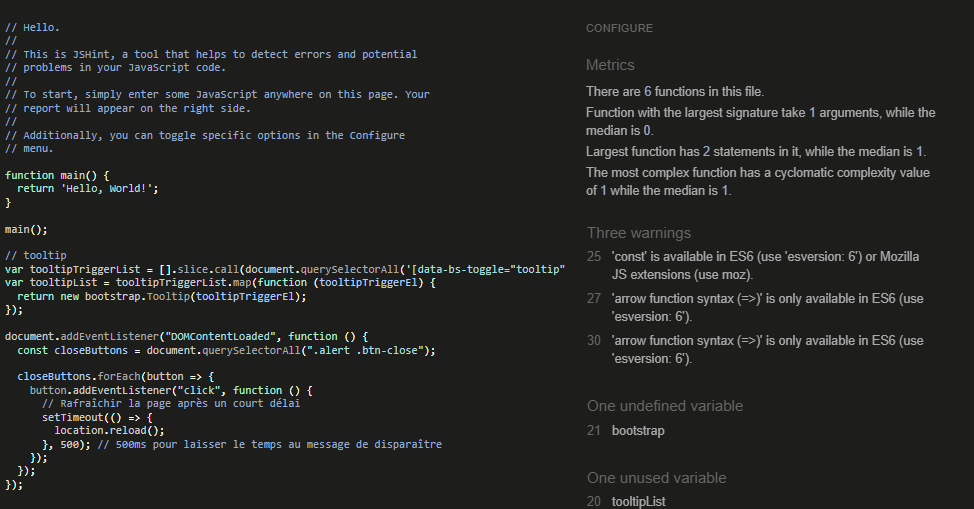 // Hello.
//
// This is JSHint, a tool that helps to detect errors and potential
// problems in your JavaScript code.
//
// To start, simply enter some JavaScript anywhere on this page. Your
// report will appear on the right side.
//
// Additionally, you can toggle specific options in the Configure
// menu.
function main() {
  return 'Hello, World!';
}
main();
// tooltip
var tooltipTriggerList = [].slice.call(document.querySelectorAll('[data-bs-toggle="tooltip"
var tooltipList = tooltipTriggerList.map(function (tooltipTriggerEl) {
  return new bootstrap.Tooltip(tooltipTriggerEl);
});
document.addEventListener("DOMContentLoaded", function () {
  const closeButtons = document.querySelectorAll(".alert .btn-close");
  closeButtons.forEach(button => {
    button.addEventListener("click", function () {
      // Rafraîchir la page après un court délai
      setTimeout(() => {
        location.reload();
      }, 500); // 500ms pour laisser le temps au message de disparaître
    });
  });
});
CONFIGURE
Metrics
There are 6 functions in this file.
Function with the largest signature take 1 arguments, while the
median is 0.
Largest function has 2 statements in it, while the median is 1.
The most complex function has a cyclomatic complexity value
of 1 while the median is 1.
Three warnings
25 'const' is available in ES6 (use 'esversion: 6') or Mozilla
JS extensions (use moz).
27 'arrow function syntax (=>)' is only available in ES6 (use
'esversion: 6').
30 'arrow function syntax (=>)' is only available in ES6 (use
'esversion: 6').
One undefined variable
21 bootstrap
One unused variable
20 tooltipList